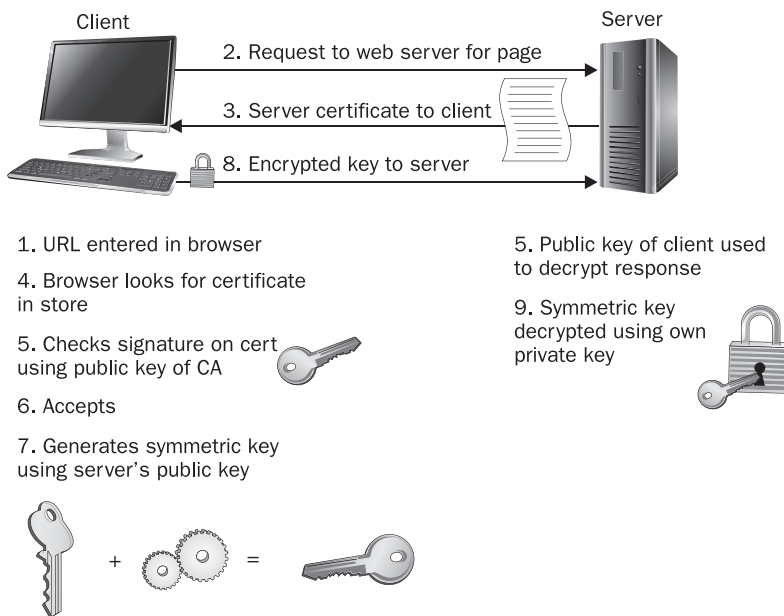 Client
Server
2. Request to web server for page
3. Server certificate to client
8. Encrypted key to server
1. URL entered in browser
4. Browser looks for certificate
in store
5. Checks signature on cert
using public key of CA
6. Accepts
7. Generates symmetric key
using server's public key
+
=
5. Public key of client used
to decrypt response
9. Symmetric key
decrypted using own
private key